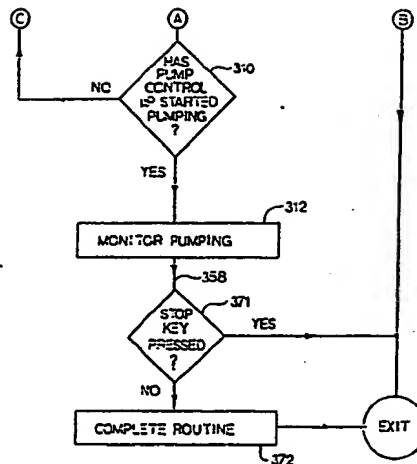 C
A
B
HAS
PUMP
CONTROL
μP STARTED
PUMPING
?
310
NO
YES
312
MONITOR PUMPING
358
371
STOP
KEY
PRESSED
?
YES
NO
COMPLETE ROUTINE
EXIT
372